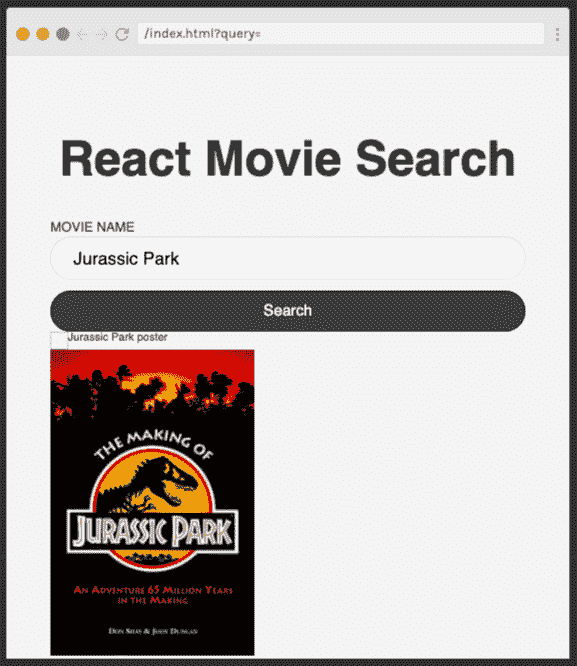 /index.html?query=
React Movie Search
MOVIE NAME
Jurassic Park
Search
Jurassic Park poster
THE MAKING OF
JURASSIC PARK
AN ADVENTURE 65 MILLION YEARS
IN THE MAKING
DON SHAY & JODY DUNCAN